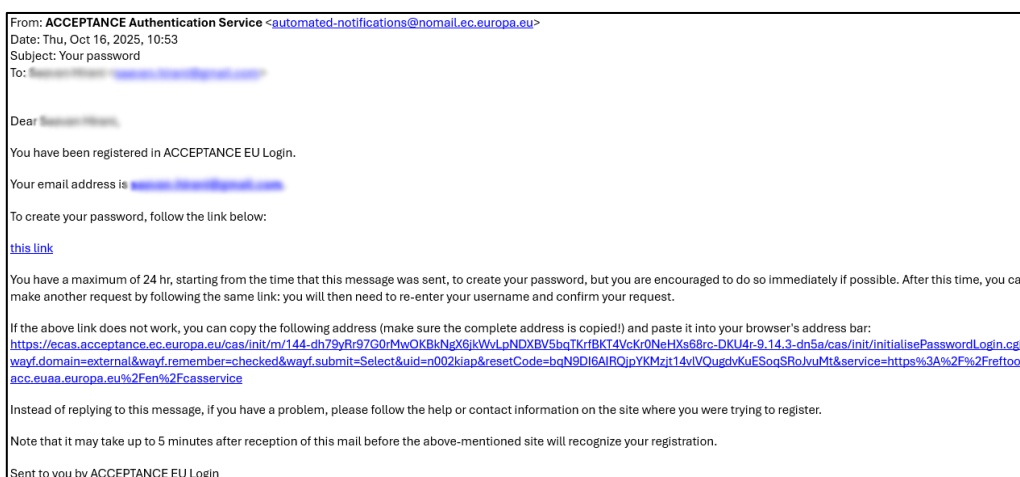 From: ACCEPTANCE Authentication Service <automated-notifications@nomail.ec.europa.eu>
Date: Thu, Oct 16, 2025, 10:53
Subject: Your password
To:
Dear
You have been registered in ACCEPTANCE EU Login.
Your email address is
To create your password, follow the link below:
this link
You have a maximum of 24 hr, starting from the time that this message was sent, to create your password, but you are encouraged to do so immediately if possible. After this time, you ca
make another request by following the same link: you will then need to re-enter your username and confirm your request.
If the above link does not work, you can copy the following address (make sure the complete address is copied!) and paste it into your browser's address bar:
https://ecas.acceptance.ec.europa.eu/cas/init/m/144-dh79yRr97G0rMwOKBkNgX6jkWvLpNDXBV5bqTKrfBKT4VcKr0NeHXs68rc-DKU4r-9.14.3-dn5a/cas/init/initialisePasswordLogin.cg
wayf.domain=external&wayf.remember=checked&wayf.submit=Select&uid=n002kiap&resetCode=bqN9DI6AIRQjpYKMzjt14vlVQugdvKuESoqSRoJvuMt&service=https%3A%2F%2Freftoo
acc.euaa.europa.eu%2Fen%2Fcasservice
Instead of replying to this message, if you have a problem, please follow the help or contact information on the site where you were trying to register.
Note that it may take up to 5 minutes after reception of this mail before the above-mentioned site will recognize your registration.
Sent to you by ACCEPTANCE EU Login